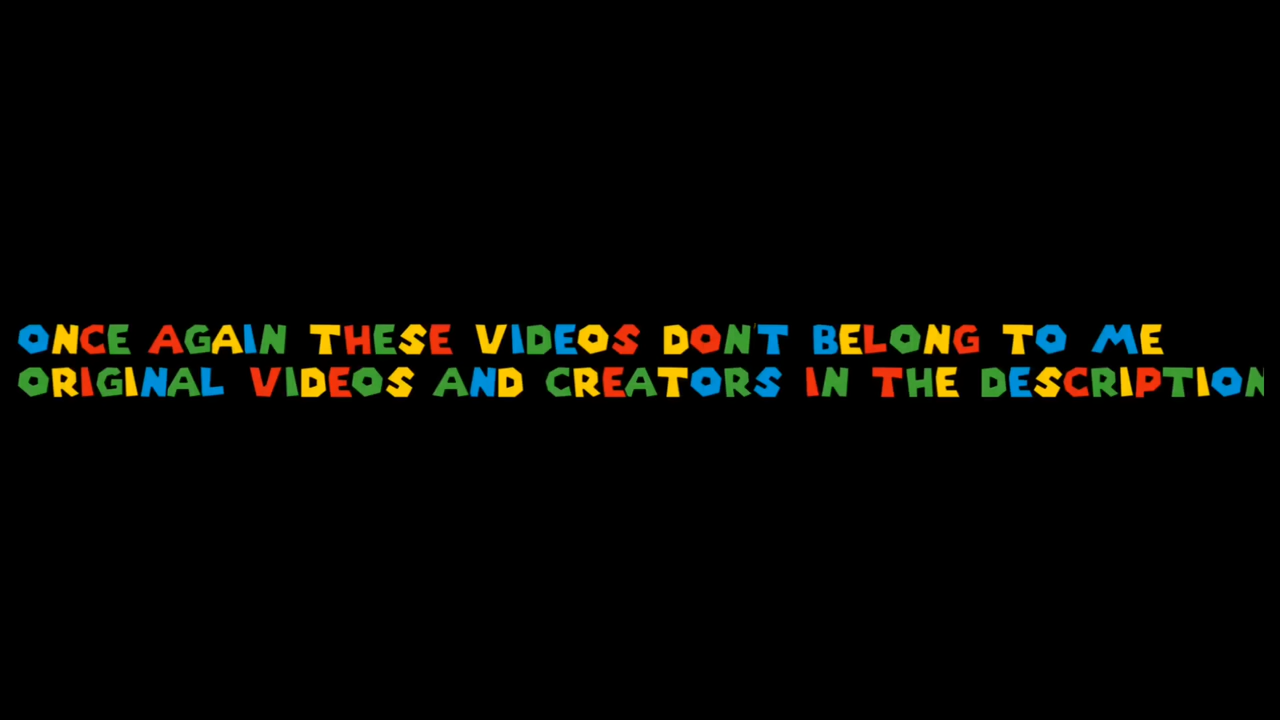 ONCE AGAIN THESE VIDEOS DON'T BELONG TO ME
ORIGINAL VIDEOS AND CREATORS IN THE DESCRIPTION